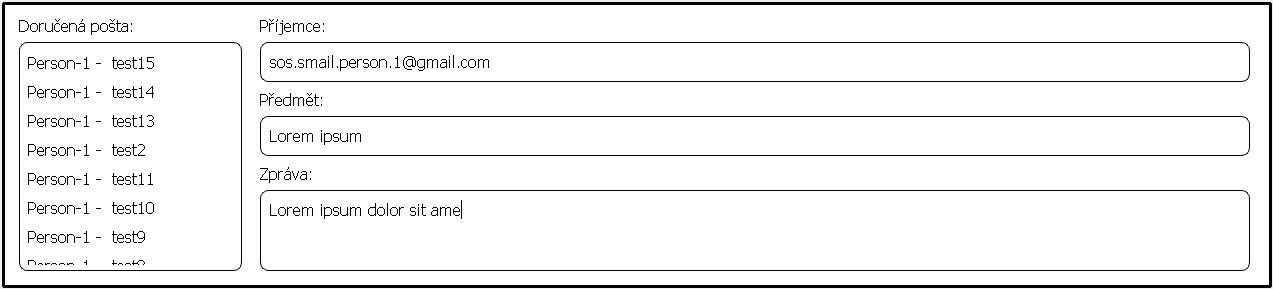 Doručená pošta:
Person-1 - test15
Person-1 - test14
Person-1 - test13
Person-1 - test2
Person-1 - test11
Person-1 - test10
Person-1 - test9
Příjemce:
sos.smail.person.1@gmail.com
Předmět:
Lorem ipsum
Zpráva:
Lorem ipsum dolor sit ame